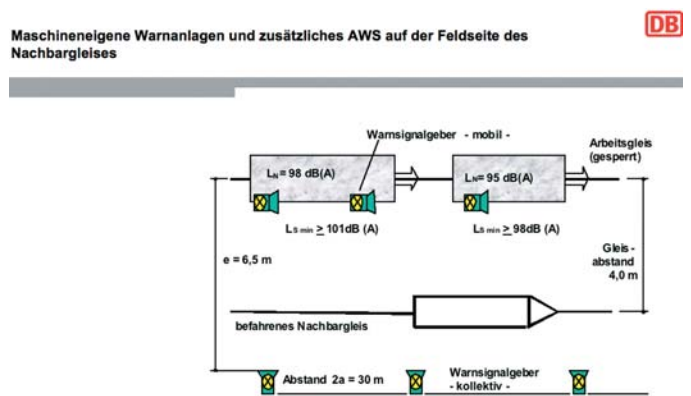 DB
Maschineneigene Warnanlagen und zusätzliches AWS auf der Feldseite des
Nachbargleises
Warnsignalgeber - mobil -
Arbeitsgleis
(gesperrt)
LN = 98 dB(A)
LN = 95 dB(A)
LS min ≥ 101dB (A)
LS min ≥ 98dB (A)
e = 6,5 m
Gleis -
abstand
4,0 m
befahrenes Nachbargleis
Abstand 2a = 30 m
Warnsignalgeber
- kollektiv -